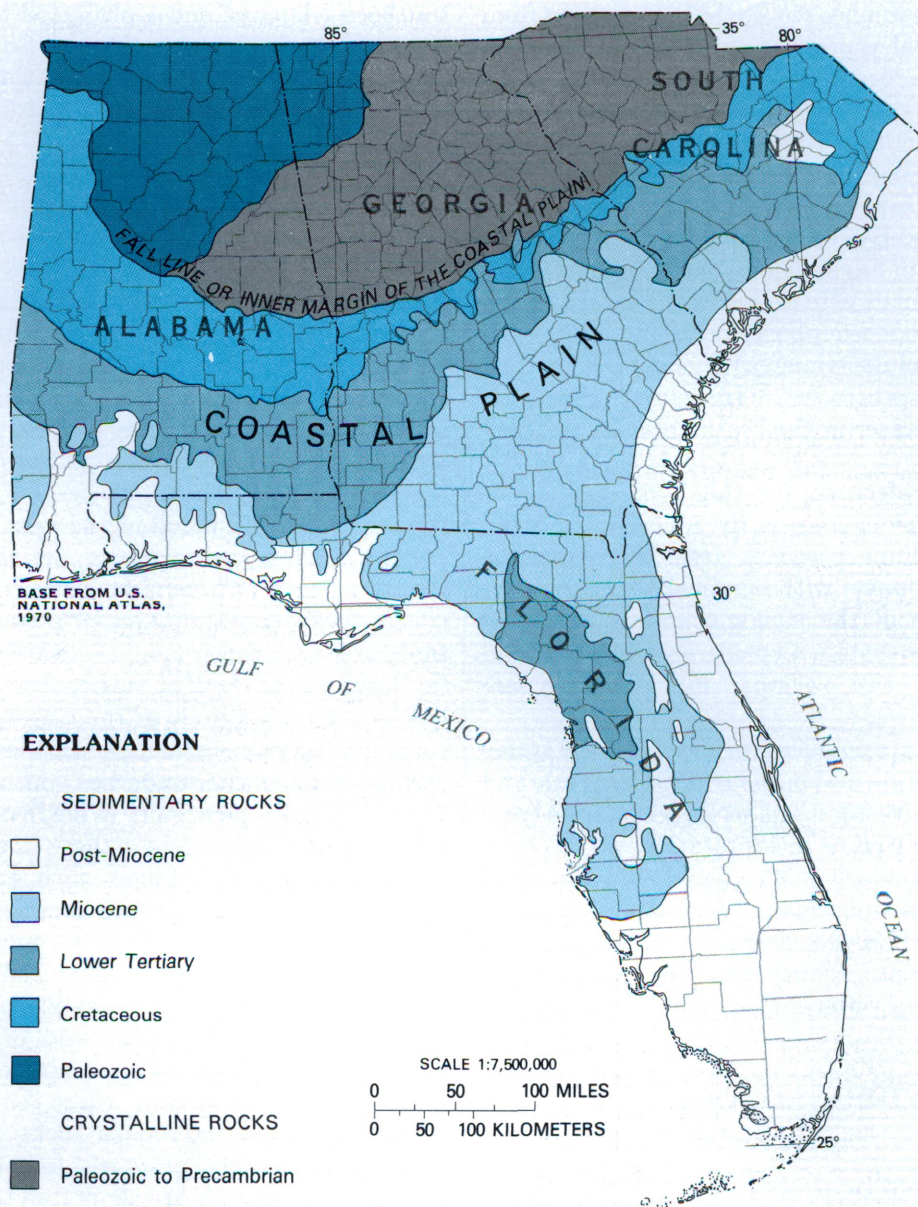 85°
35°
80°
SOUTH
CAROLINA
GEORGIA
FALL LINE OR INNER MARGIN OF THE COASTAL PLAIN
ALABAMA
COASTAL PLAIN
FLORIDA
30°
BASE FROM U.S.
NATIONAL ATLAS,
1970
GULF
OF
MEXICO
ATLANTIC
OCEAN
EXPLANATION
SEDIMENTARY ROCKS
Post-Miocene
Miocene
Lower Tertiary
Cretaceous
Paleozoic
CRYSTALLINE ROCKS
Paleozoic to Precambrian
SCALE 1:7,500,000
0 50 100 MILES
0 50 100 KILOMETERS
25°